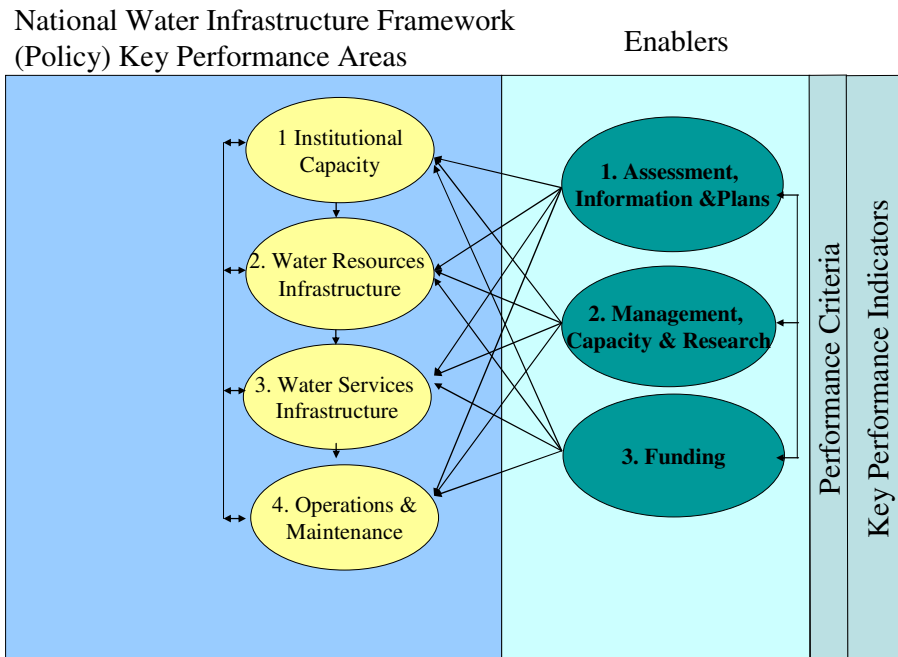 National Water Infrastructure Framework
(Policy) Key Performance Areas
Enablers
1 Institutional
Capacity
2. Water Resources
Infrastructure
3. Water Services
Infrastructure
4. Operations &
Maintenance
1. Assessment,
Information &Plans
2. Management,
Capacity & Research
3. Funding
Performance Criteria
Key Performance Indicators